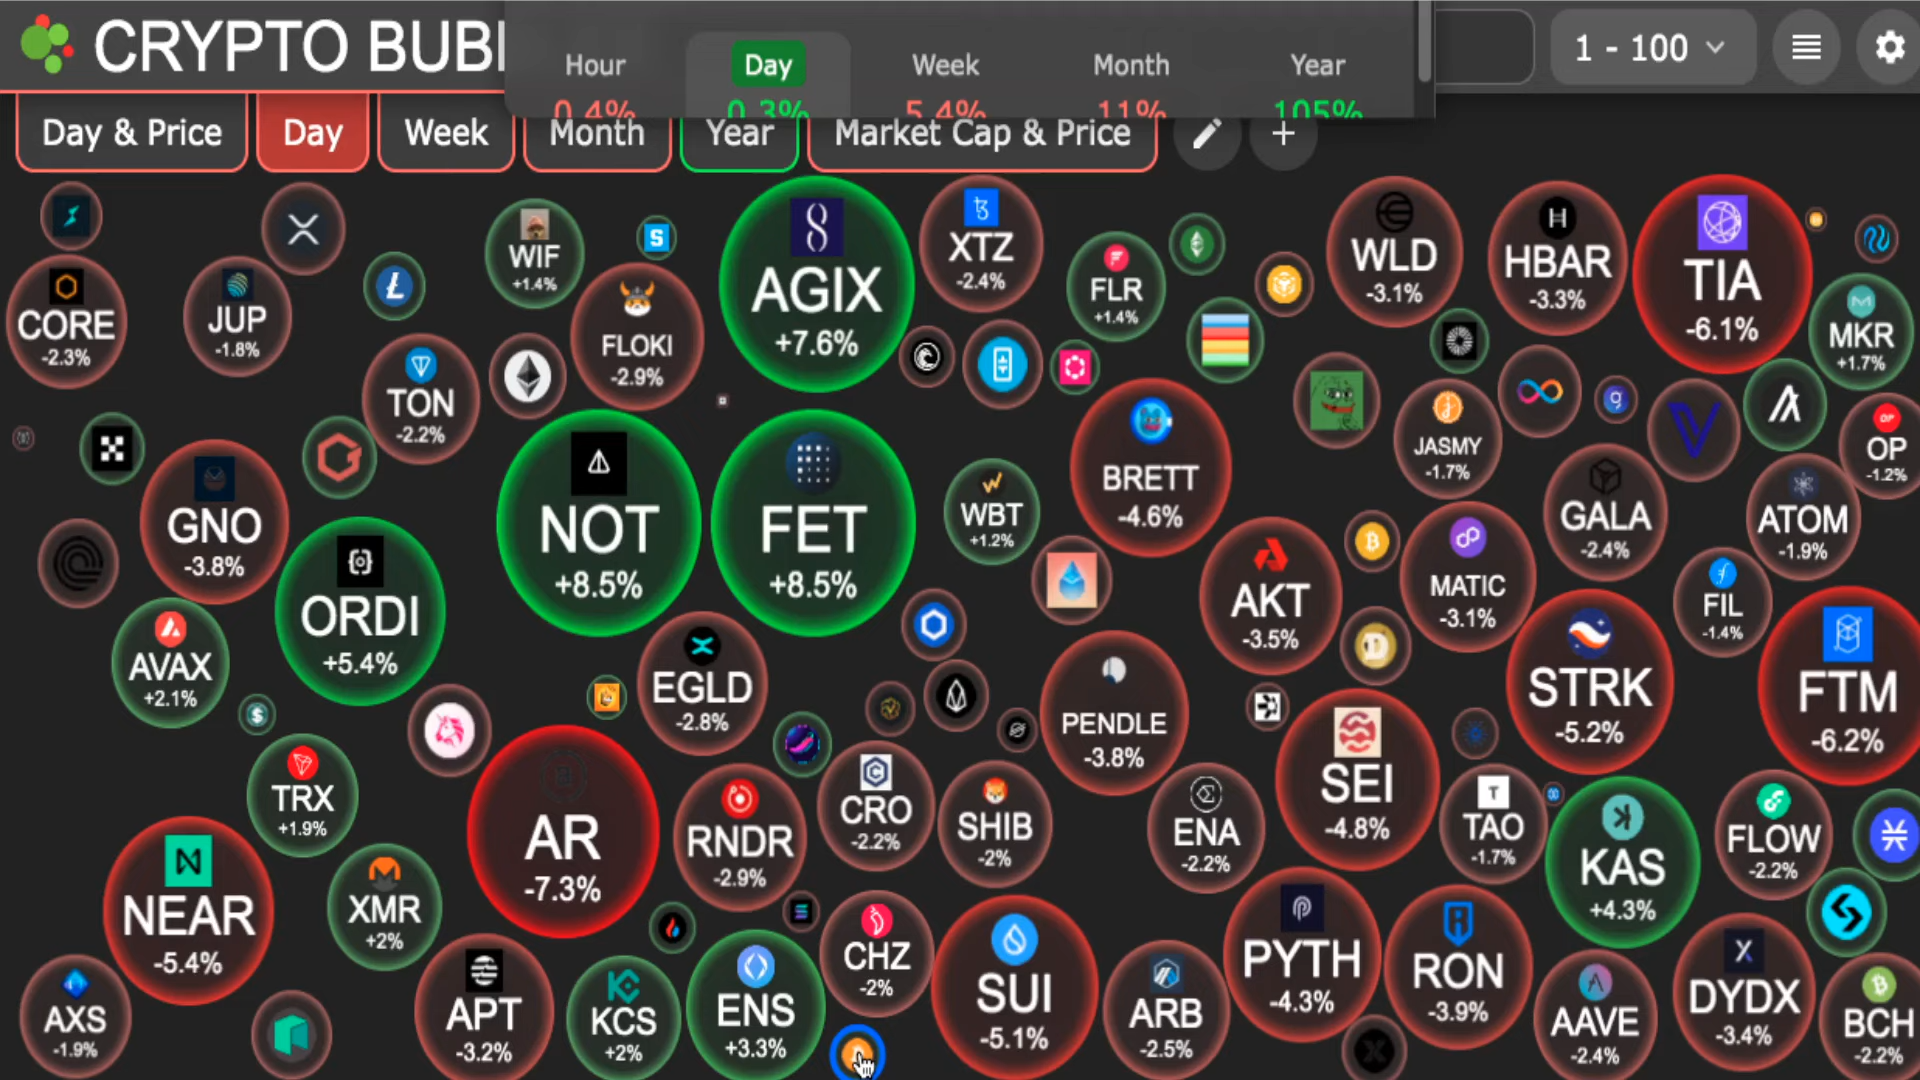 CRYPTO BUB
Hour
Day
Week
Month
Year
0.4%
0.3%
5.4%
11%
105%
1 - 100
Day & Price
Day
Week
Month
Year
Market Cap & Price
CORE
-2.3%
JUP
-1.8%
TON
-2.2%
WIF
+1.4%
FLOKI
-2.9%
AGIX
+7.6%
XTZ
-2.4%
FLR
+1.4%
WLD
-3.1%
HBAR
-3.3%
TIA
-6.1%
MKR
+1.7%
OP
-1.2%
GNO
-3.8%
ORDI
+5.4%
NOT
+8.5%
FET
+8.5%
WBT
+1.2%
BRETT
-4.6%
JASMY
-1.7%
GALA
-2.4%
ATOM
-1.9%
AKT
-3.5%
MATIC
-3.1%
FIL
-1.4%
AVAX
+2.1%
EGLD
-2.8%
PENDLE
-3.8%
STRK
-5.2%
FTM
-6.2%
TRX
+1.9%
AR
-7.3%
RNDR
-2.9%
CRO
-2.2%
SHIB
-2%
ENA
-2.2%
SEI
-4.8%
TAO
-1.7%
KAS
+4.3%
FLOW
-2.2%
NEAR
-5.4%
XMR
+2%
CHZ
-2%
PYTH
-4.3%
RON
-3.9%
DYDX
-3.4%
AXS
-1.9%
APT
-3.2%
KCS
+2%
ENS
+3.3%
SUI
-5.1%
ARB
-2.5%
AAVE
-2.4%
BCH
-2.2%